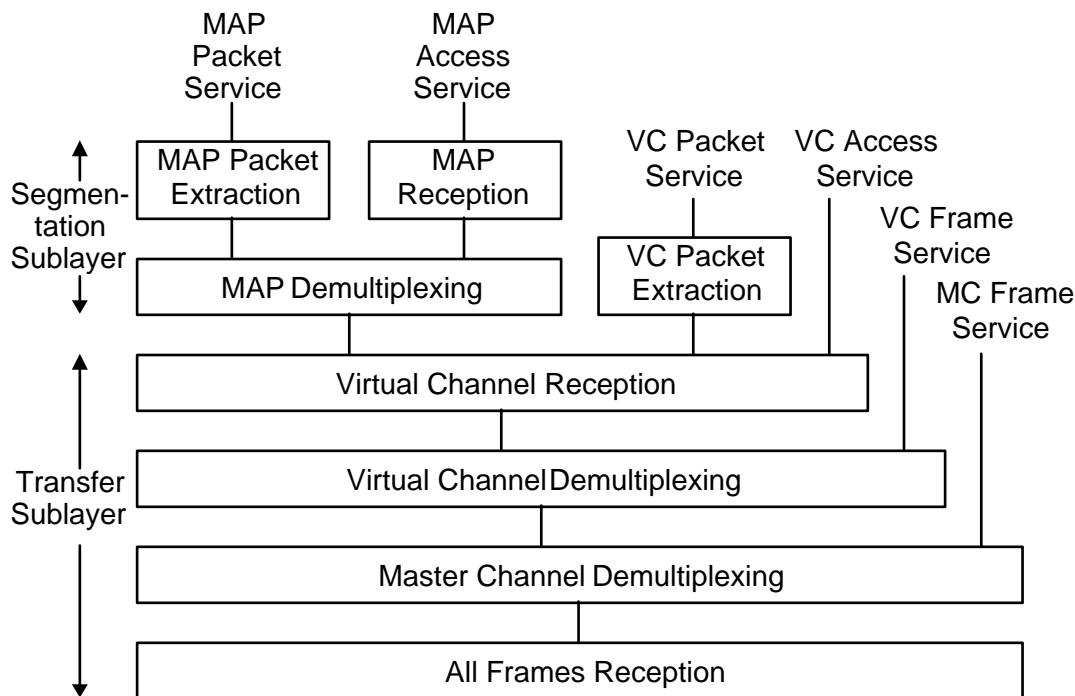 MAP
Packet
Service
MAP
Access
Service
MAP Packet
Extraction
MAP
Reception
VC Packet
Service
VC Access
Service
Segmen-
tation
Sublayer
VC Frame
Service
MAP Demultiplexing
VC Packet
Extraction
MC Frame
Service
Virtual Channel Reception
Virtual Channel Demultiplexing
Transfer
Sublayer
Master Channel Demultiplexing
All Frames Reception